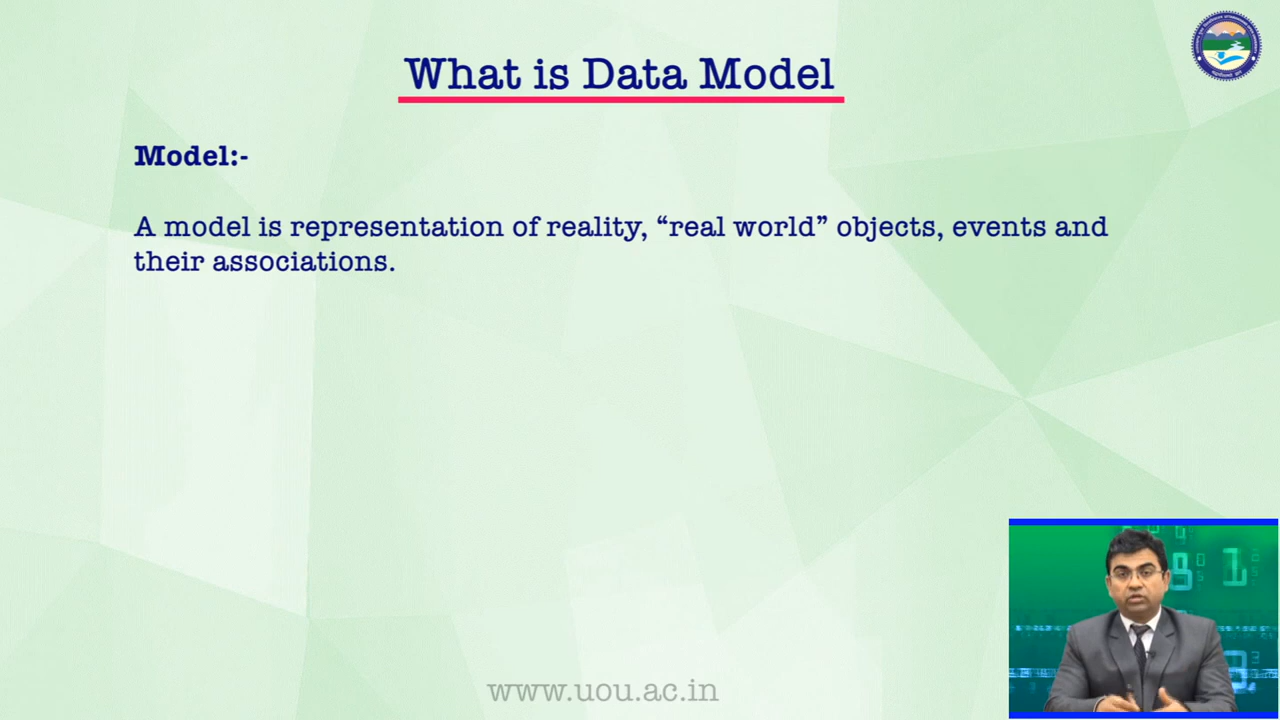 What is Data Model
Model:-
A model is representation of reality, “real world” objects, events and
their associations.
www.uou.ac.in